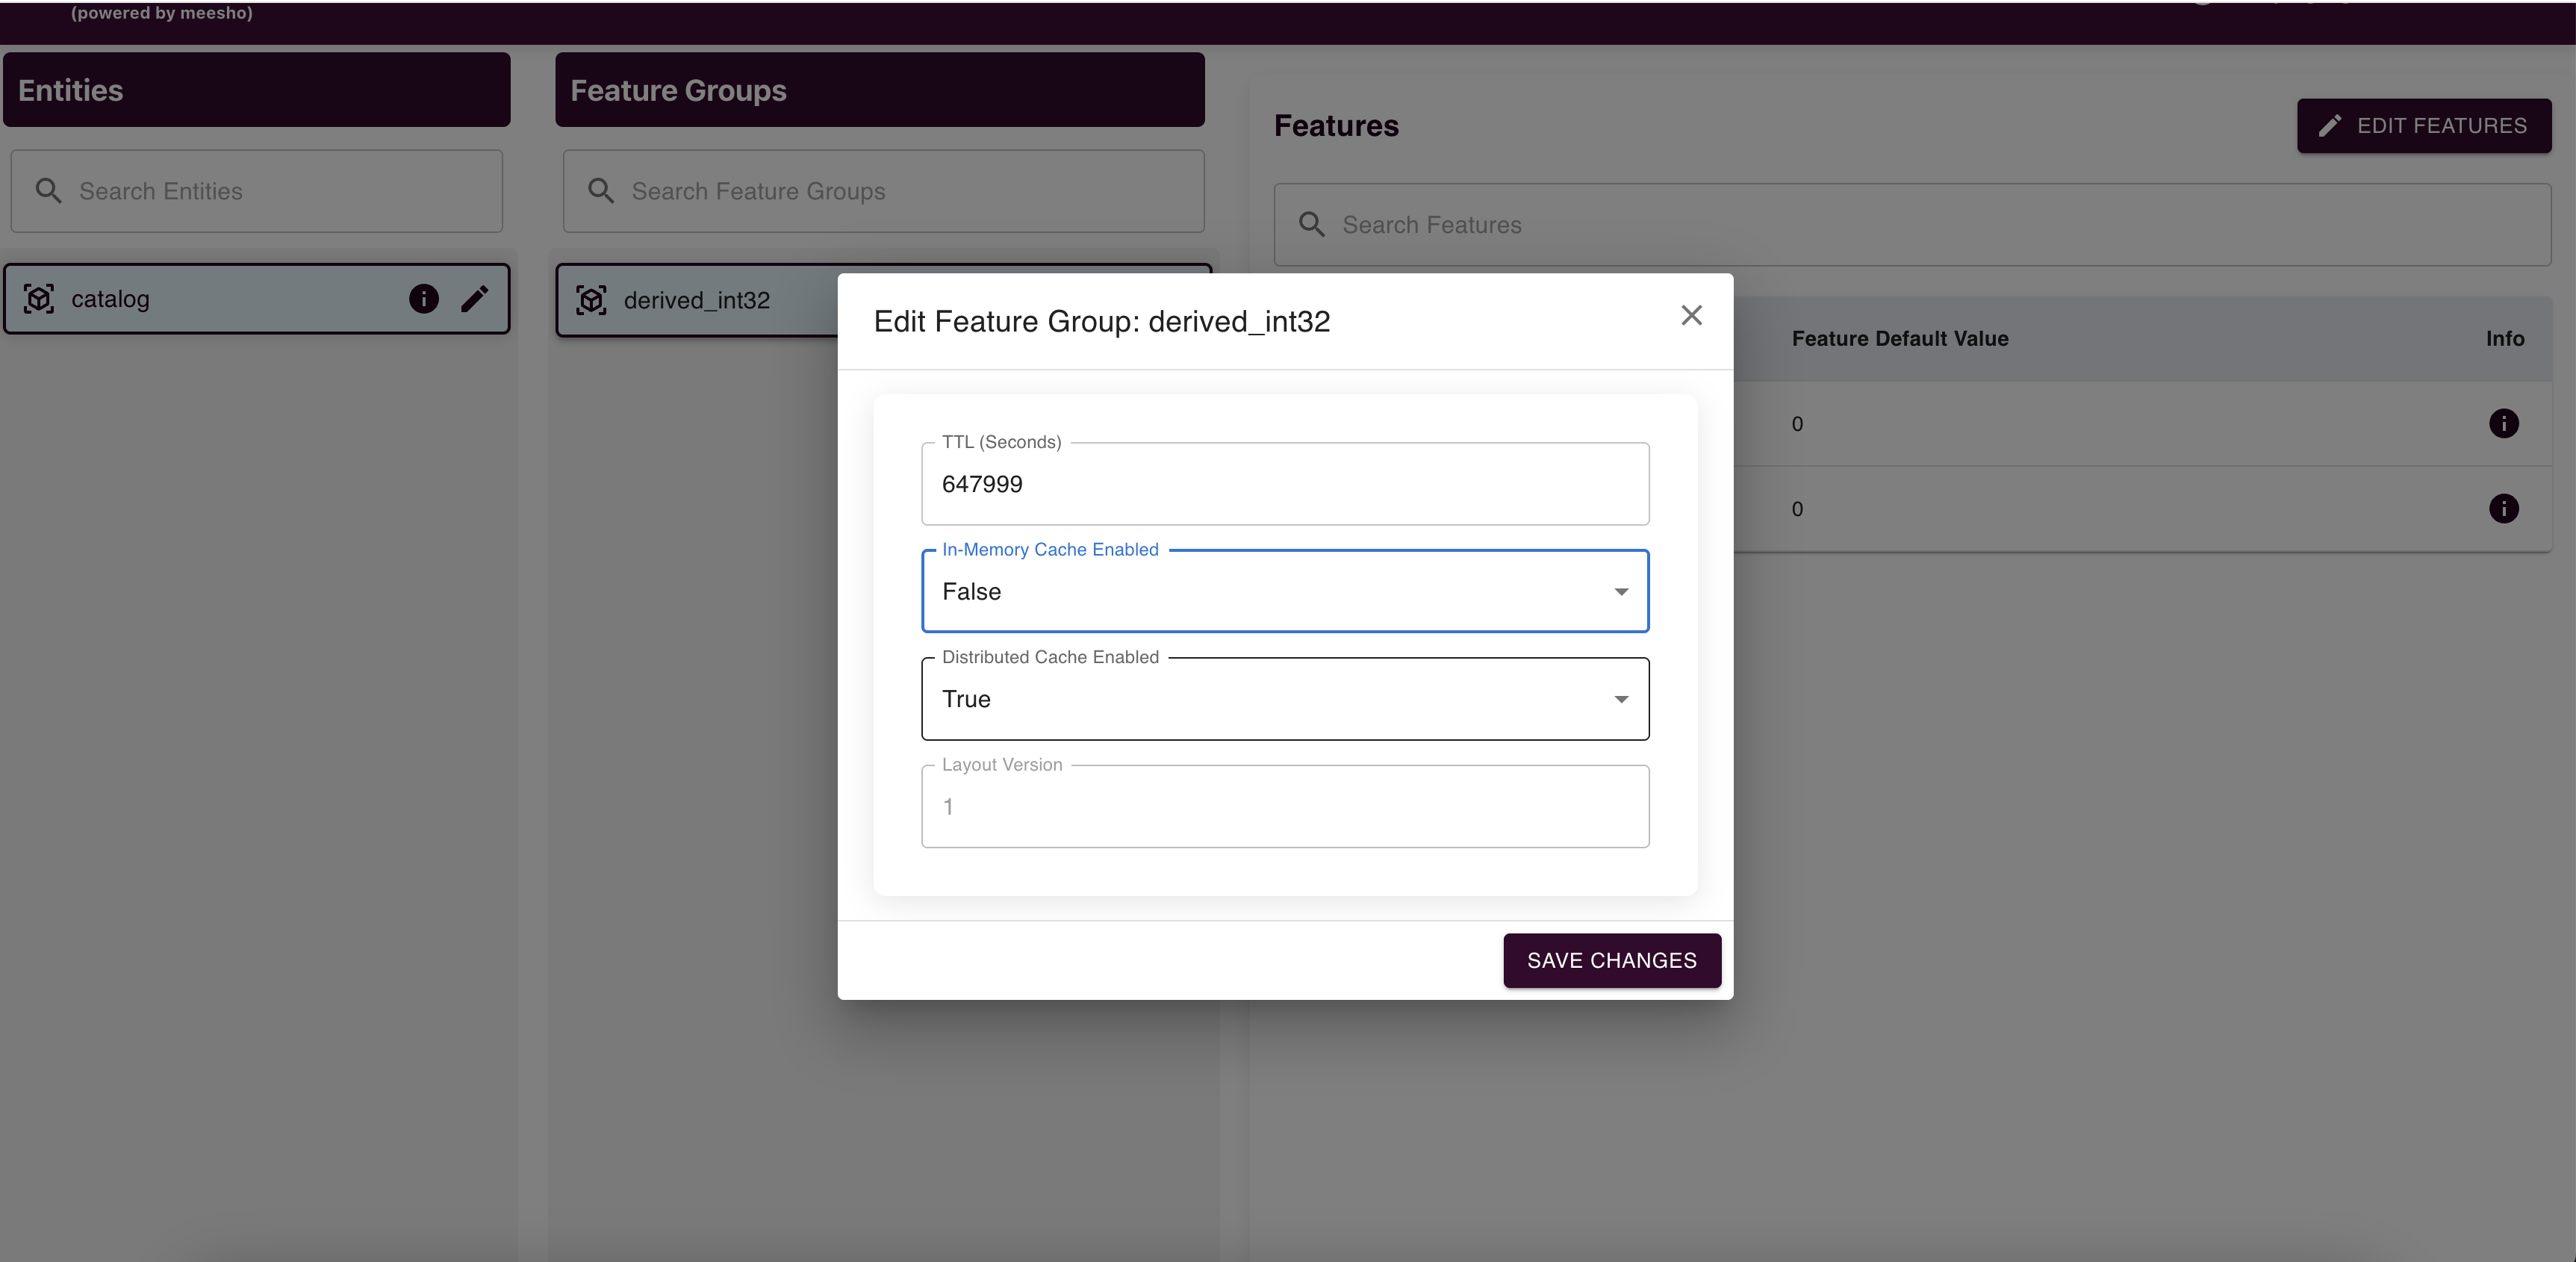 (powered by meesho)
Entities
Search Entities
catalog
Feature Groups
Search Feature Groups
derived_int32
Features
EDIT FEATURES
Search Features
Feature Default Value
Info
0
0
Edit Feature Group: derived_int32
TTL (Seconds)
647999
In-Memory Cache Enabled
False
Distributed Cache Enabled
True
Layout Version
1
SAVE CHANGES